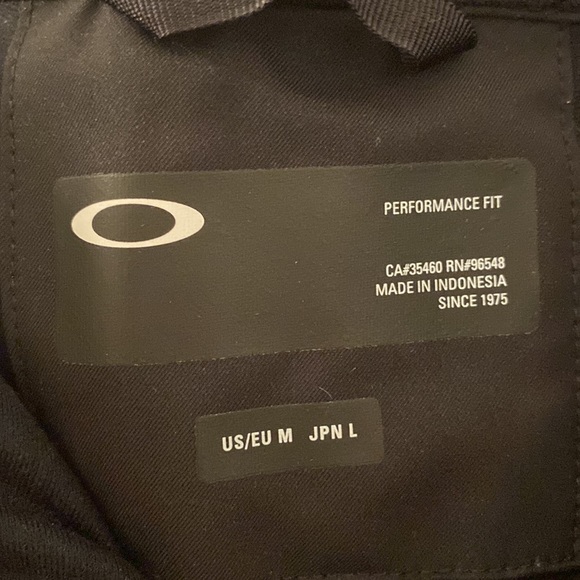 PERFORMANCE FIT
CA#35460 RN#96548
MADE IN INDONESIA
SINCE 1975
US/EU M JPN L